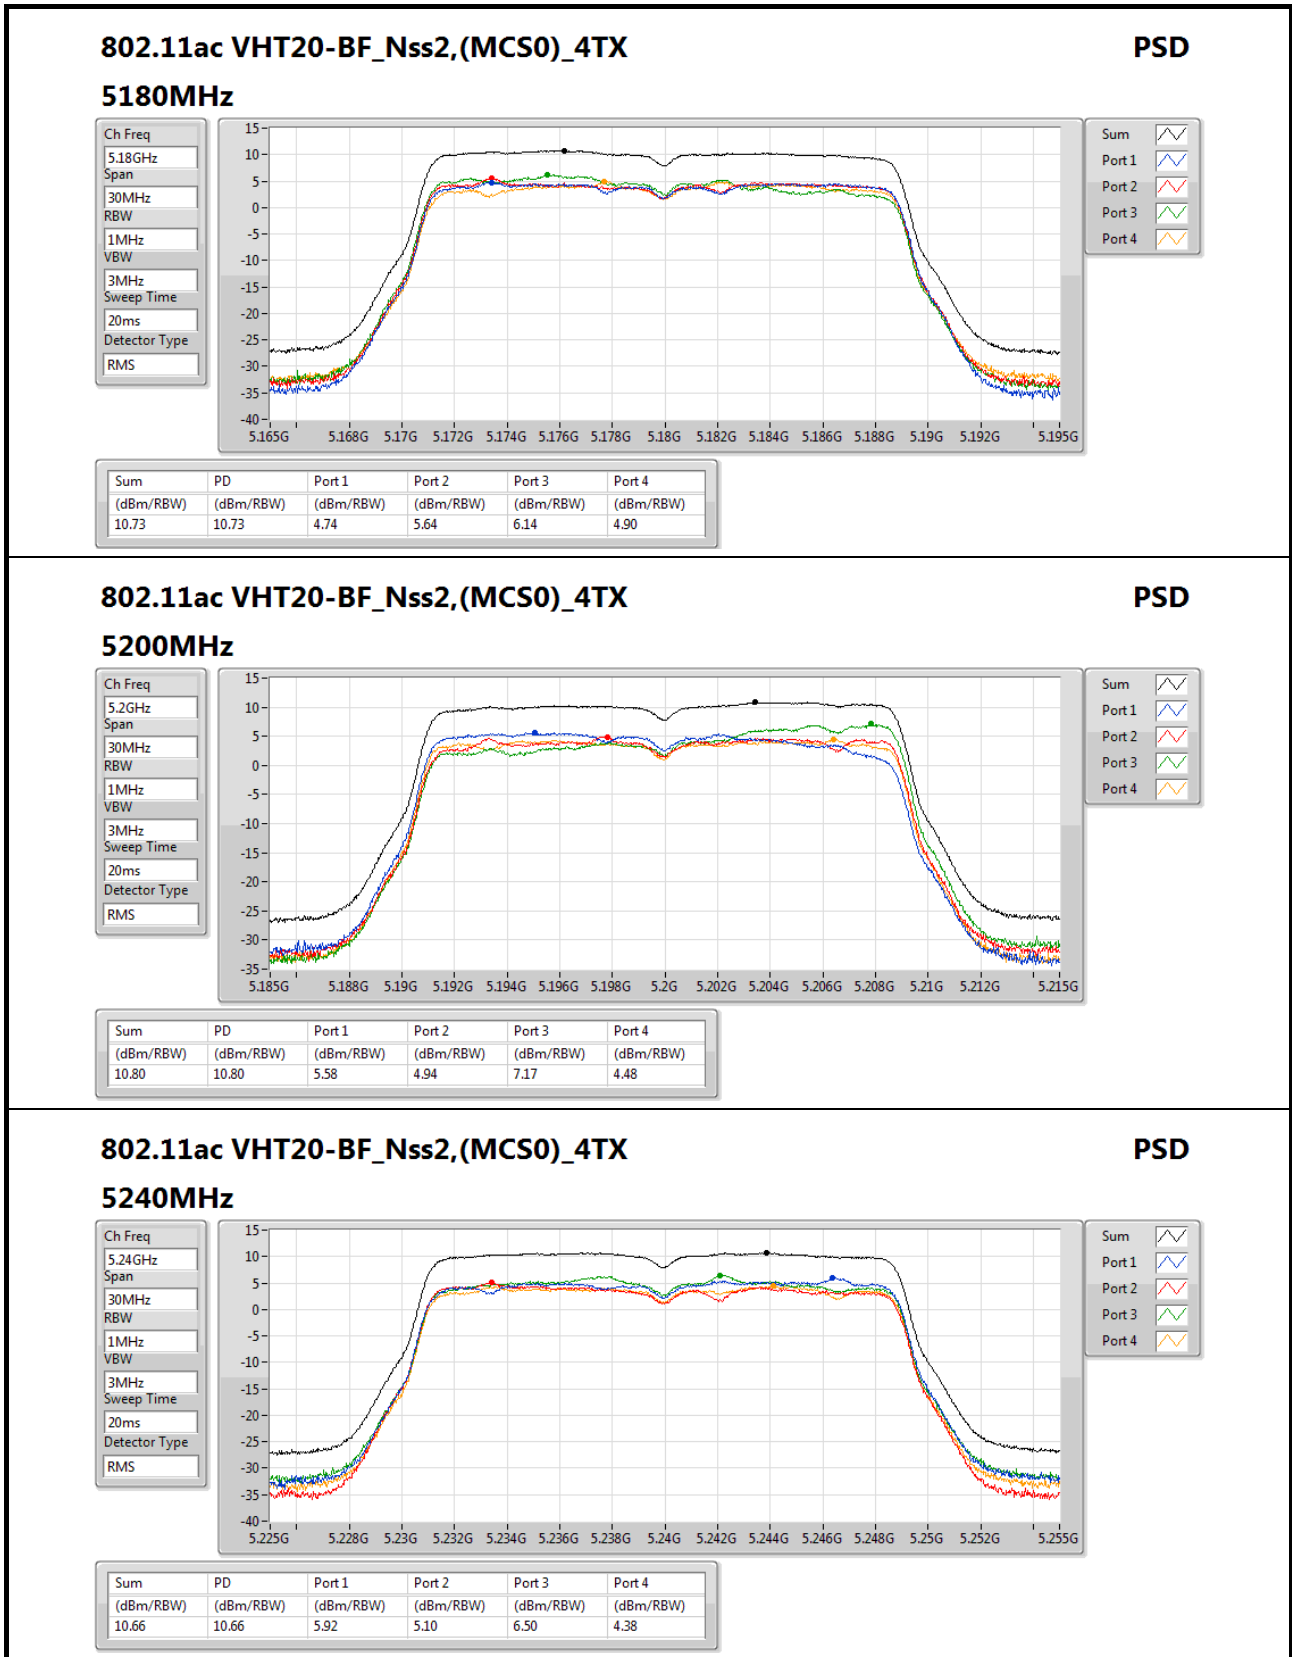 802.11ac VHT20-BF_Nss2,(MCS0)_4TX PSD
5180MHz
Ch Freq
5.18GHz
Span
30MHz
RBW
1MHz
VBW
3MHz
Sweep Time
20ms
Detector Type
RMS
15
10
5
0
-5
-10
-15
-20
-25
-30
-35
-40
5.165G 5.168G 5.17G 5.172G 5.174G 5.176G 5.178G 5.18G 5.182G 5.184G 5.186G 5.188G 5.19G 5.192G 5.195G
Sum
Port 1
Port 2
Port 3
Port 4
Sum PD Port 1 Port 2 Port 3 Port 4
(dBm/RBW) (dBm/RBW) (dBm/RBW) (dBm/RBW) (dBm/RBW) (dBm/RBW)
10.73 10.73 4.74 5.64 6.14 4.90
802.11ac VHT20-BF_Nss2,(MCS0)_4TX PSD
5200MHz
Ch Freq
5.2GHz
Span
30MHz
RBW
1MHz
VBW
3MHz
Sweep Time
20ms
Detector Type
RMS
15
10
5
0
-5
-10
-15
-20
-25
-30
-35
5.185G 5.188G 5.19G 5.192G 5.194G 5.196G 5.198G 5.2G 5.202G 5.204G 5.206G 5.208G 5.21G 5.212G 5.215G
Sum
Port 1
Port 2
Port 3
Port 4
Sum PD Port 1 Port 2 Port 3 Port 4
(dBm/RBW) (dBm/RBW) (dBm/RBW) (dBm/RBW) (dBm/RBW) (dBm/RBW)
10.80 10.80 5.58 4.94 7.17 4.48
802.11ac VHT20-BF_Nss2,(MCS0)_4TX PSD
5240MHz
Ch Freq
5.24GHz
Span
30MHz
RBW
1MHz
VBW
3MHz
Sweep Time
20ms
Detector Type
RMS
15
10
5
0
-5
-10
-15
-20
-25
-30
-35
-40
5.225G 5.228G 5.23G 5.232G 5.234G 5.236G 5.238G 5.24G 5.242G 5.244G 5.246G 5.248G 5.25G 5.252G 5.255G
Sum
Port 1
Port 2
Port 3
Port 4
Sum PD Port 1 Port 2 Port 3 Port 4
(dBm/RBW) (dBm/RBW) (dBm/RBW) (dBm/RBW) (dBm/RBW) (dBm/RBW)
10.66 10.66 5.92 5.10 6.50 4.38